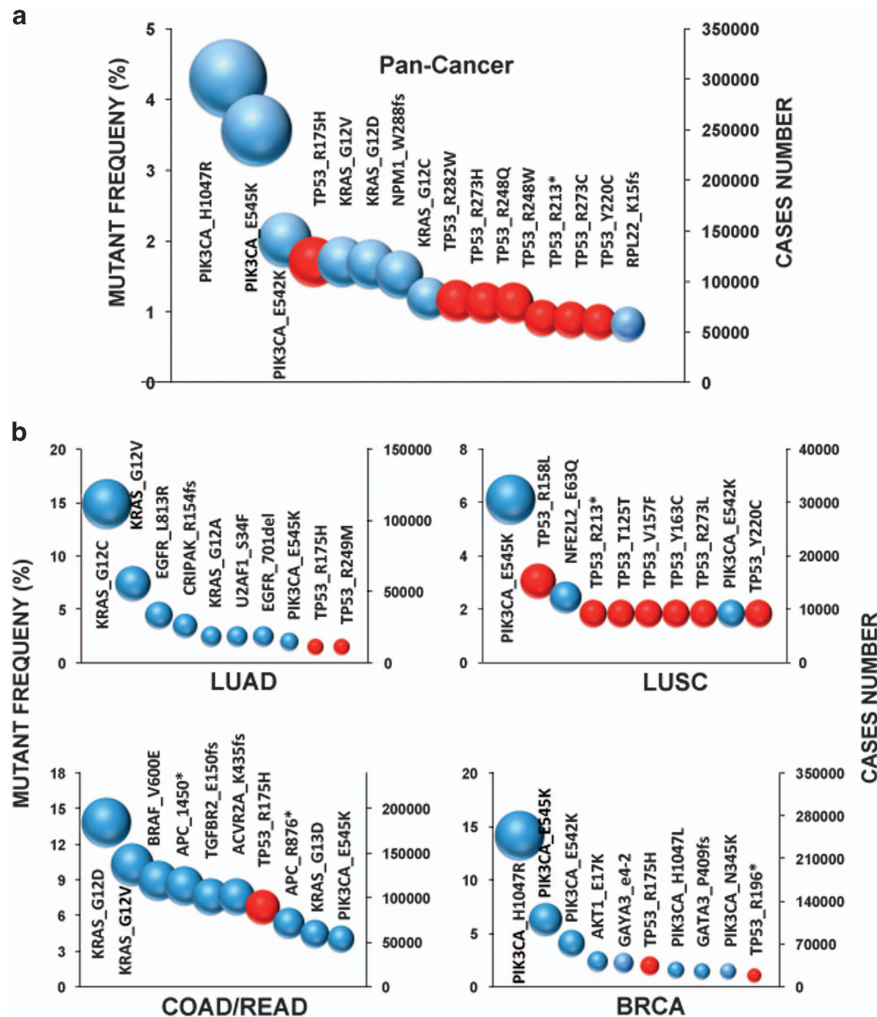 a
Pan-Cancer
MUTANT FREQUENY (%)
5
4
3
2
1
0
CASES NUMBER
350000
300000
250000
200000
150000
100000
50000
0
PIK3CA_H1047R
PIK3CA_E545K
PIK3CA_E542K
TP53_R175H
KRAS_G12V
KRAS_G12D
NPM1_W288fs
KRAS_G12C
TP53_R282W
TP53_R273H
TP53_R248Q
TP53_R248W
TP53_R213*
TP53_R273C
TP53_Y220C
RPL22_K15fs
b
MUTANT FREQUENY (%)
CASES NUMBER
20
15
10
5
0
150000
100000
50000
0
KRAS_G12C
KRAS_G12V
EGFR_L813R
CRIPAK_R154fs
KRAS_G12A
U2AF1_S34F
EGFR_701del
PIK3CA_E545K
TP53_R175H
TP53_R249M
LUAD
8
6
4
2
0
40000
30000
20000
10000
0
PIK3CA_E545K
TP53_R158L
NFE2L2_E63Q
TP53_R213*
TP53_T125T
TP53_V157F
TP53_Y163C
TP53_R273L
PIK3CA_E542K
TP53_Y220C
LUSC
18
15
12
9
6
3
0
200000
150000
100000
50000
0
KRAS_G12D
KRAS_G12V
BRAF_V600E
APC_1450*
TGFBR2_E150fs
ACVR2A_K435fs
TP53_R175H
APC_R876*
KRAS_G13D
PIK3CA_E545K
COAD/READ
20
15
10
5
0
350000
280000
210000
140000
70000
0
PIK3CA_H1047R
PIK3CA_E545K
PIK3CA_E542K
AKT1_E17K
GAYA3_e4-2
TP53_R175H
PIK3CA_H1047L
GATA3_P409fs
PIK3CA_N345K
TP53_R196*
BRCA